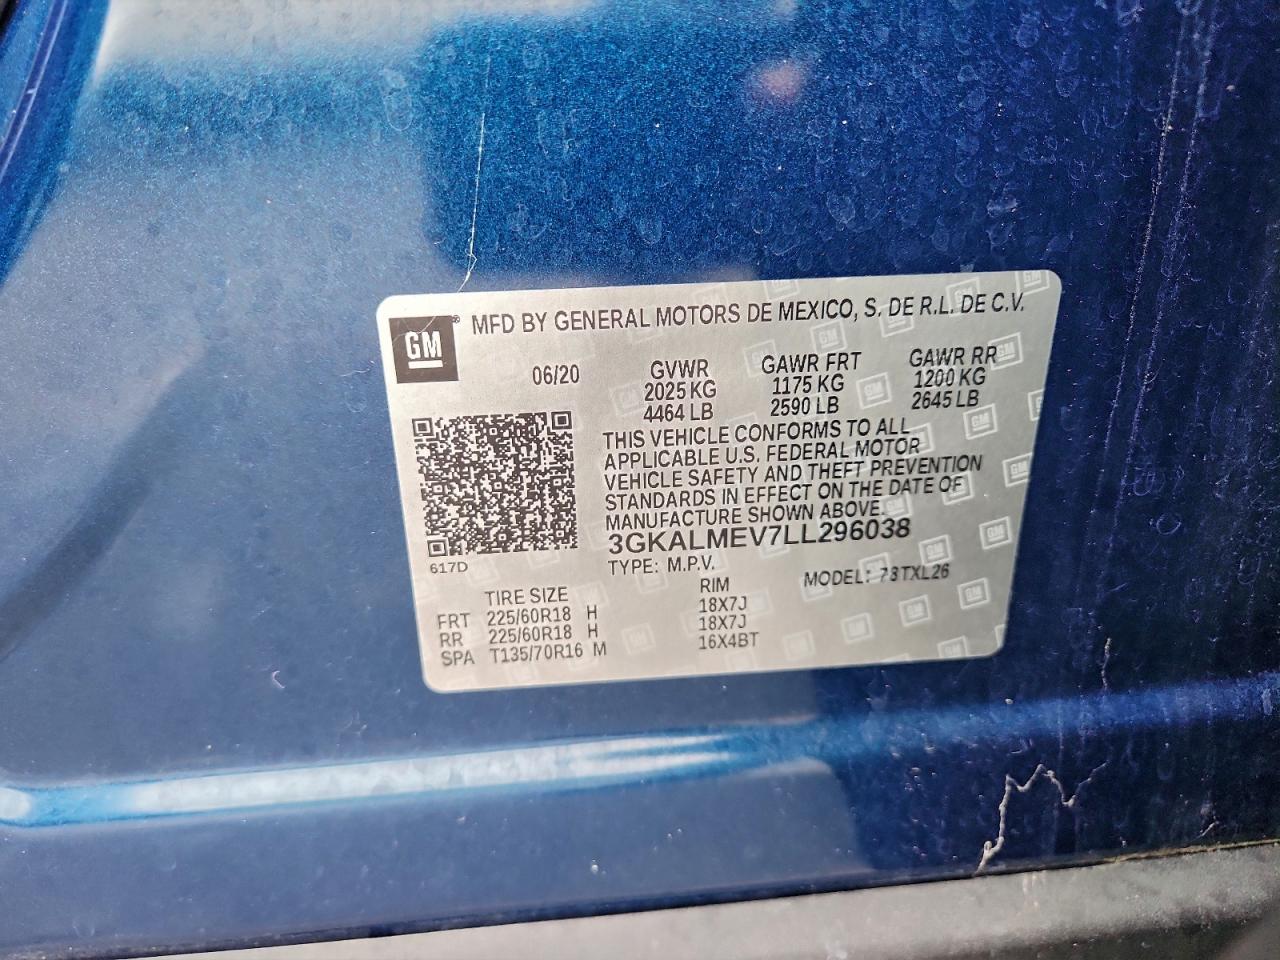 GM
MFD BY GENERAL MOTORS DE MEXICO, S. DE R.L. DE C.V.
06/20 GVWR GAWR FRT GAWR RR
2025 KG 1175 KG 1200 KG
4464 LB 2590 LB 2645 LB
THIS VEHICLE CONFORMS TO ALL
APPLICABLE U.S. FEDERAL MOTOR
VEHICLE SAFETY AND THEFT PREVENTION
STANDARDS IN EFFECT ON THE DATE OF
MANUFACTURE SHOWN ABOVE.
3GKALMEV7LL296038
617D
TYPE: M.P.V. MODEL: 78TXL26
TIRE SIZE RIM
FRT 225/60R18 H 18X7J
RR 225/60R18 H 18X7J
SPA T135/70R16 M 16X4BT